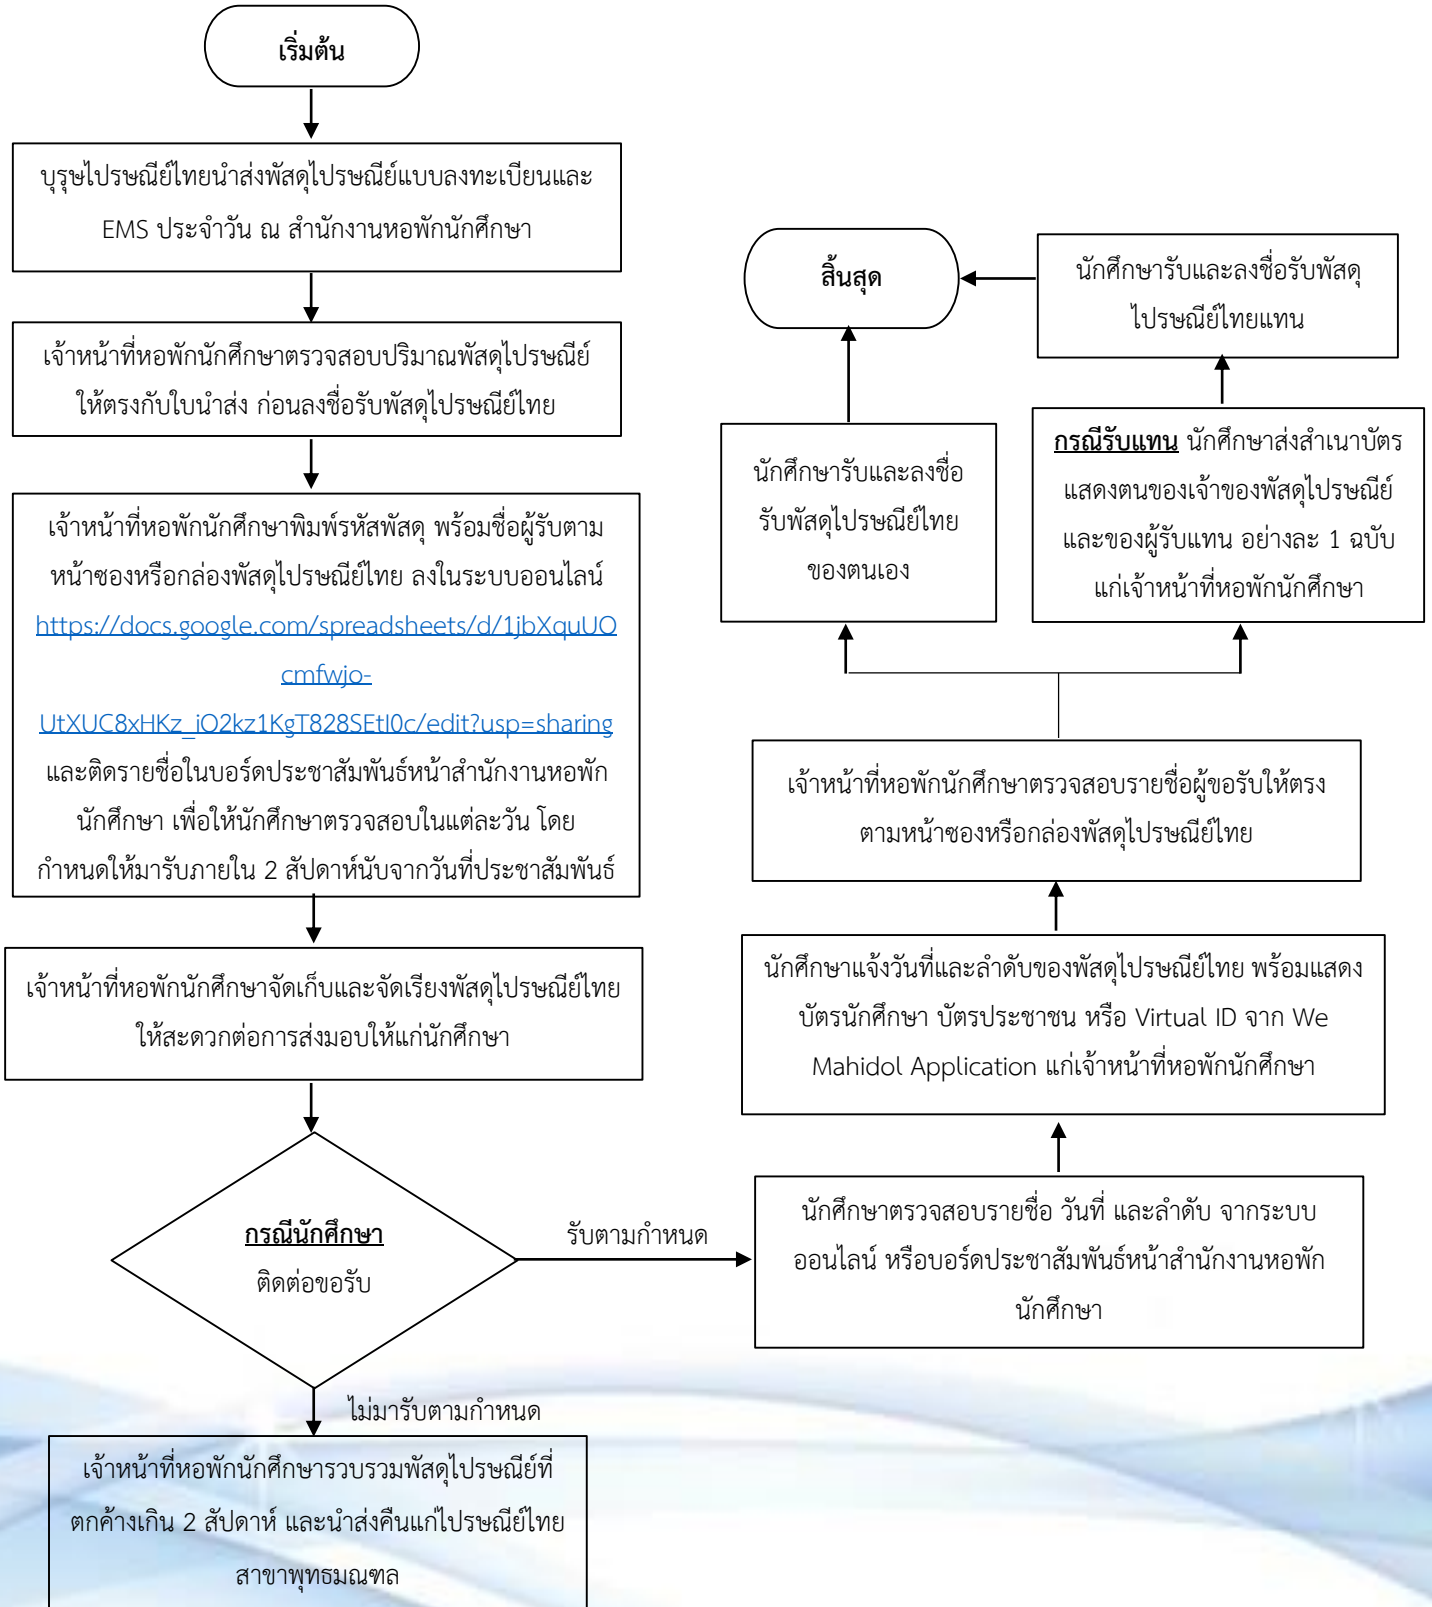 เริ่มต้น
บุรุษไปรษณีย์ไทยนำส่งพัสดุไปรษณีย์แบบลงทะเบียนและ
EMS ประจำวัน ณ สำนักงานหอพักนักศึกษา
เจ้าหน้าที่หอพักนักศึกษาตรวจสอบปริมาณพัสดุไปรษณีย์
ให้ตรงกับใบนำส่ง ก่อนลงชื่อรับพัสดุไปรษณีย์ไทย
เจ้าหน้าที่หอพักนักศึกษาพิมพ์รหัสพัสดุ พร้อมชื่อผู้รับตาม
หน้าซองหรือกล่องพัสดุไปรษณีย์ไทย ลงในระบบออนไลน์
https://docs.google.com/spreadsheets/d/1jbXquUO
cmfwjo-
UtXUC8xHKz_iO2kz1KgT828SEtI0c/edit?usp=sharing
และติดรายชื่อในบอร์ดประชาสัมพันธ์หน้าสำนักงานหอพัก
นักศึกษา เพื่อให้นักศึกษาตรวจสอบในแต่ละวัน โดย
กำหนดให้มารับภายใน 2 สัปดาห์นับจากวันที่ประชาสัมพันธ์
เจ้าหน้าที่หอพักนักศึกษาจัดเก็บและจัดเรียงพัสดุไปรษณีย์ไทย
ให้สะดวกต่อการส่งมอบให้แก่นักศึกษา
กรณีนักศึกษา
ติดต่อขอรับ
ไม่มารับตามกำหนด
เจ้าหน้าที่หอพักนักศึกษารวบรวมพัสดุไปรษณีย์ที่
ตกค้างเกิน 2 สัปดาห์ และนำส่งคืนแก่ไปรษณีย์ไทย
สาขาพุทธมณฑล
รับตามกำหนด
นักศึกษาตรวจสอบรายชื่อ วันที่ และลำดับ จากระบบ
ออนไลน์ หรือบอร์ดประชาสัมพันธ์หน้าสำนักงานหอพัก
นักศึกษา
นักศึกษาแจ้งวันที่และลำดับของพัสดุไปรษณีย์ไทย พร้อมแสดง
บัตรนักศึกษา บัตรประชาชน หรือ Virtual ID จาก We
Mahidol Application แก่เจ้าหน้าที่หอพักนักศึกษา
เจ้าหน้าที่หอพักนักศึกษาตรวจสอบรายชื่อผู้ขอรับให้ตรง
ตามหน้าซองหรือกล่องพัสดุไปรษณีย์ไทย
นักศึกษารับและลงชื่อ
รับพัสดุไปรษณีย์ไทย
ของตนเอง
กรณีรับแทน นักศึกษาส่งสำเนาบัตร
แสดงตนของเจ้าของพัสดุไปรษณีย์
และของผู้รับแทน อย่างละ 1 ฉบับ
แก่เจ้าหน้าที่หอพักนักศึกษา
นักศึกษารับและลงชื่อรับพัสดุ
ไปรษณีย์ไทยแทน
สิ้นสุด